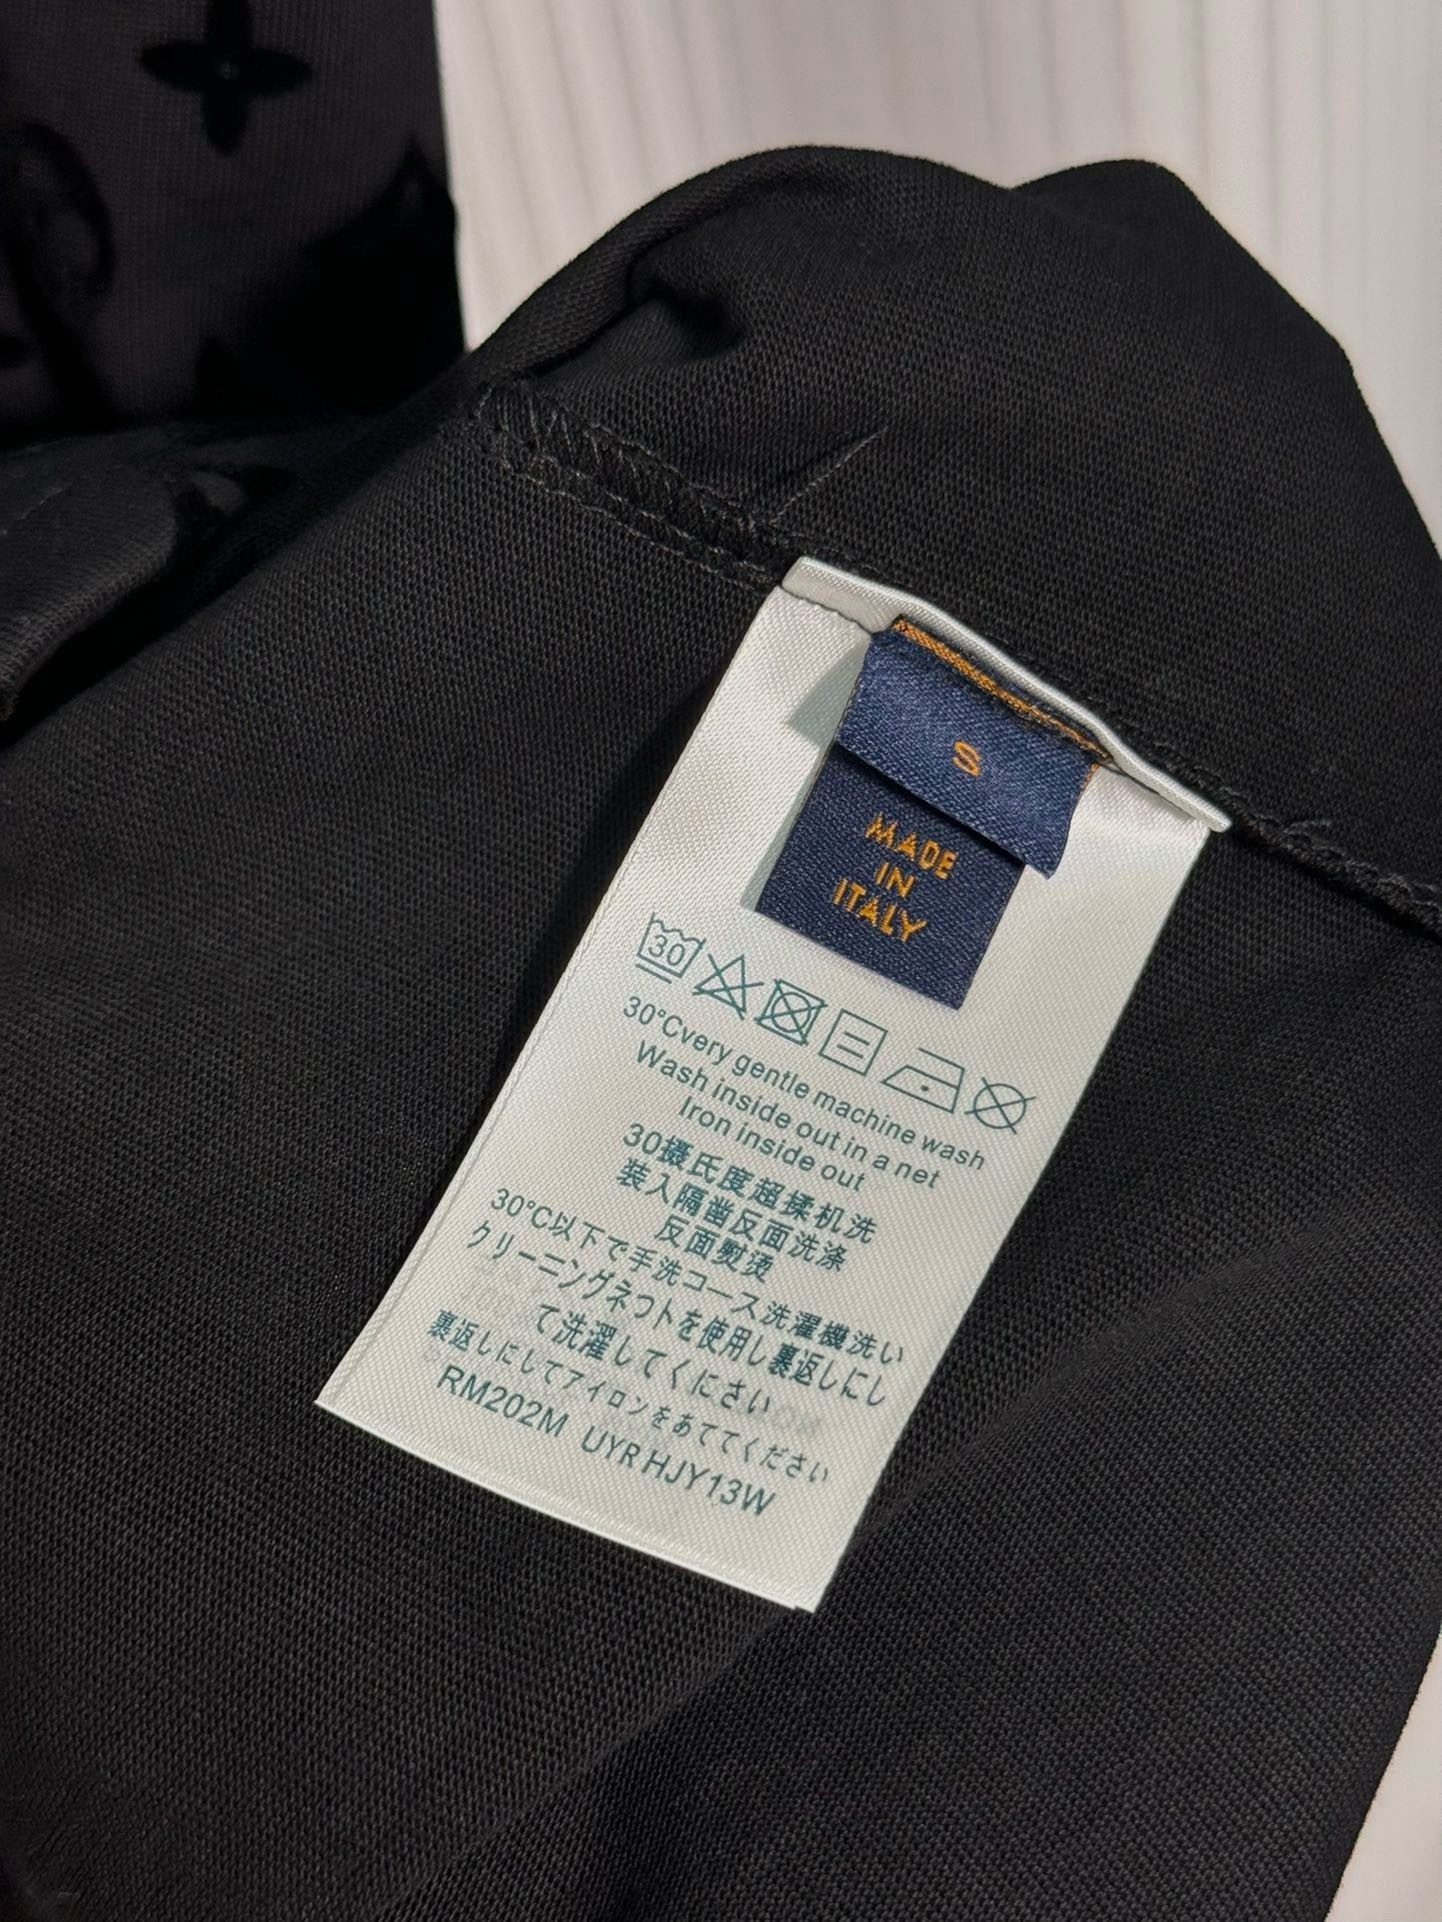 S
MADE
IN
ITALY
30
30°Cvery gentle machine wash
Wash inside out in a net
Iron inside out
30摄氏度超揉机洗
装入隔凿反面洗涤
反面熨烫
30°C以下で手洗コース洗濯機洗い
クリーニングネットを使用し裏返しにし
て洗濯してください
裏返しにしてアイロンをあててください
RM202M UYR HJY13W